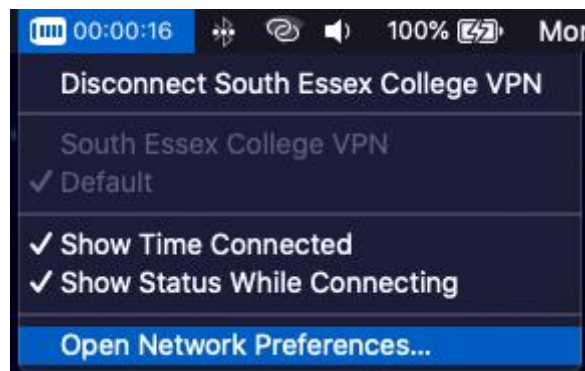 00:00:16 100% Mor
Disconnect South Essex College VPN
South Essex College VPN
✓ Default
✓ Show Time Connected
✓ Show Status While Connecting
Open Network Preferences...